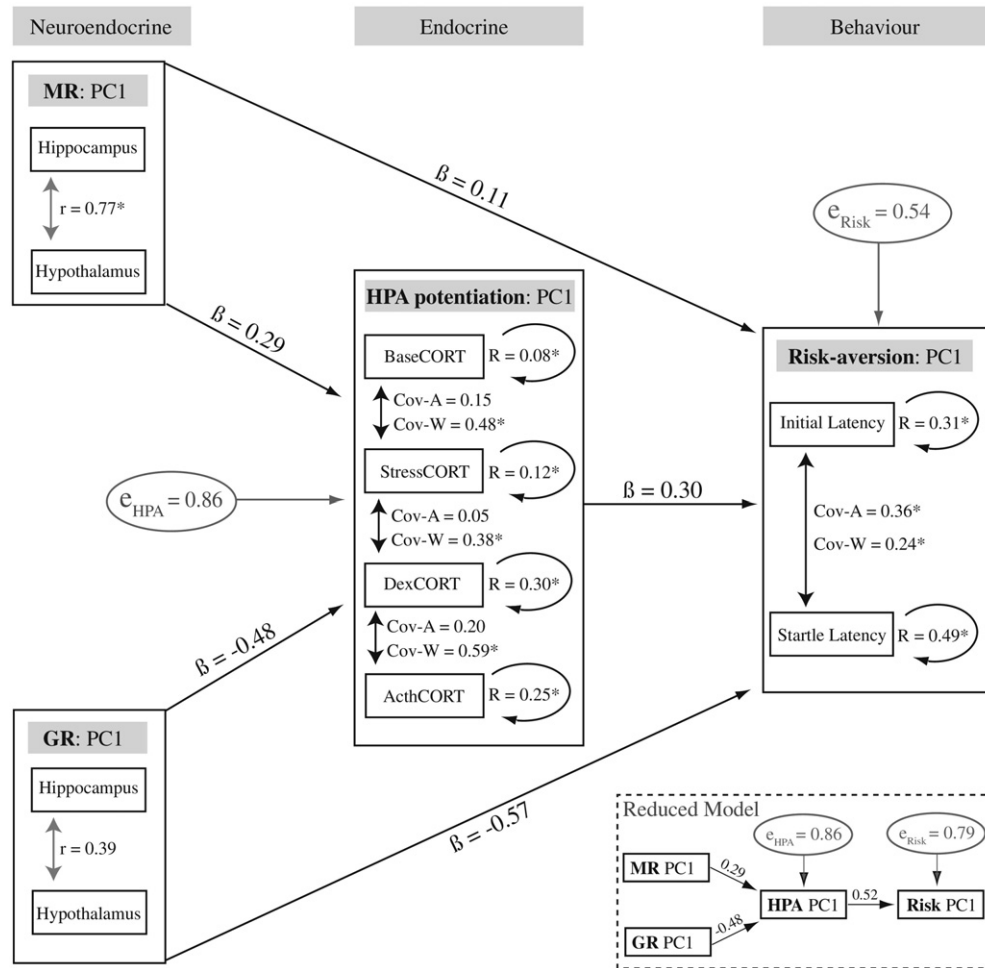 Neuroendocrine
Endocrine
Behaviour
MR: PC1
Hippocampus
r = 0.77*
Hypothalamus
ß = 0.11
ß = 0.29
e_Risk = 0.54
HPA potentiation: PC1
BaseCORT
R = 0.08*
Cov-A = 0.15
Cov-W = 0.48*
StressCORT
R = 0.12*
Cov-A = 0.05
Cov-W = 0.38*
DexCORT
R = 0.30*
Cov-A = 0.20
Cov-W = 0.59*
ActhCORT
R = 0.25*
e_HPA = 0.86
ß = 0.30
Risk-aversion: PC1
Initial Latency
R = 0.31*
Cov-A = 0.36*
Cov-W = 0.24*
Startle Latency
R = 0.49*
ß = -0.48
GR: PC1
Hippocampus
r = 0.39
Hypothalamus
ß = -0.57
Reduced Model
e_HPA = 0.86
e_Risk = 0.79
MR PC1
0.29
HPA PC1
0.52
Risk PC1
-0.48
GR PC1